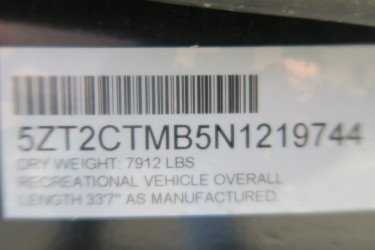 5ZT2CTMB5N1219744
DRY WEIGHT: 7912 LBS
RECREATIONAL VEHICLE OVERALL
LENGTH 33'7" AS MANUFACTURED.